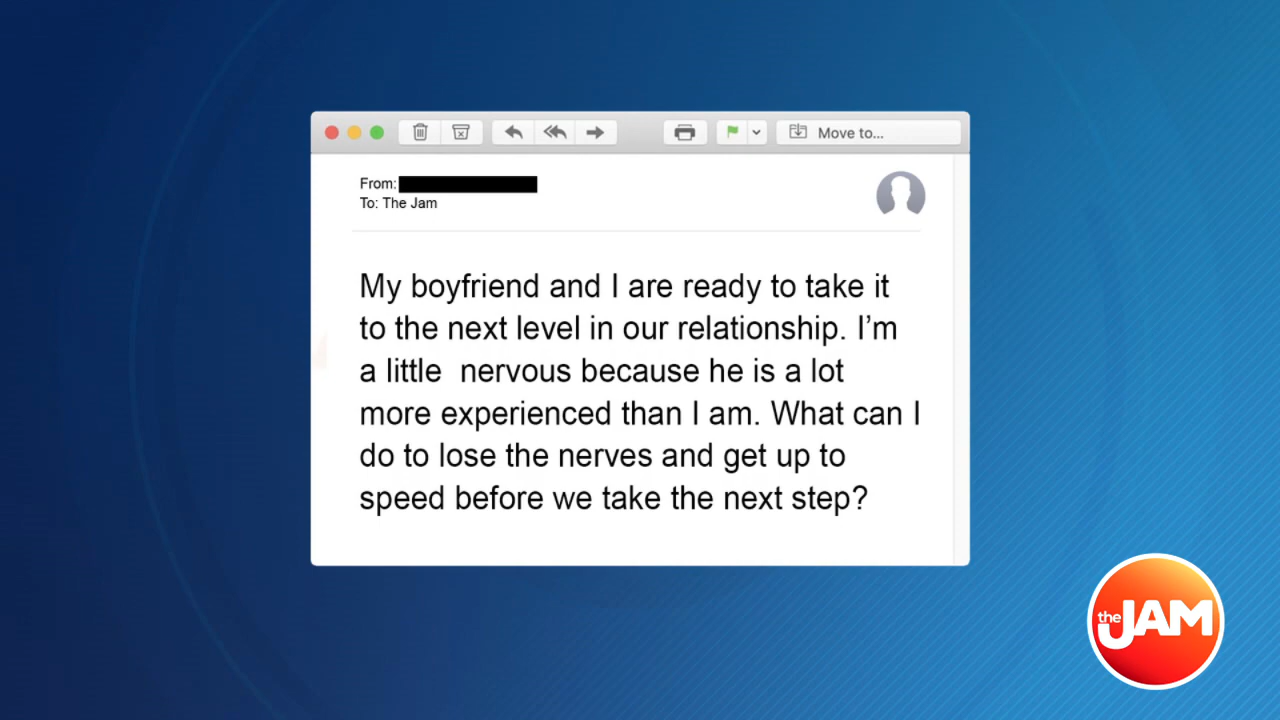 Move to...
From:
To: The Jam
My boyfriend and I are ready to take it
to the next level in our relationship. I’m
a little  nervous because he is a lot
more experienced than I am. What can I
do to lose the nerves and get up to
speed before we take the next step?
the JAM